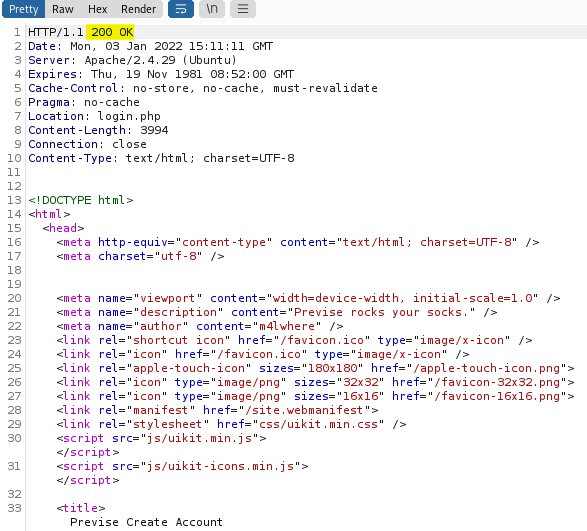 Pretty Raw Hex Render \n
1 HTTP/1.1 200 OK
2 Date: Mon, 03 Jan 2022 15:11:11 GMT
3 Server: Apache/2.4.29 (Ubuntu)
4 Expires: Thu, 19 Nov 1981 08:52:00 GMT
5 Cache-Control: no-store, no-cache, must-revalidate
6 Pragma: no-cache
7 Location: login.php
8 Content-Length: 3994
9 Connection: close
10 Content-Type: text/html; charset=UTF-8
11
12
13 <!DOCTYPE html>
14 <html>
15 <head>
16 <meta http-equiv="content-type" content="text/html; charset=UTF-8" />
17 <meta charset="utf-8" />
18
19
20 <meta name="viewport" content="width=device-width, initial-scale=1.0" />
21 <meta name="description" content="Previse rocks your socks." />
22 <meta name="author" content="m4lwhere" />
23 <link rel="shortcut icon" href="/favicon.ico" type="image/x-icon" />
24 <link rel="icon" href="/favicon.ico" type="image/x-icon" />
25 <link rel="apple-touch-icon" sizes="180x180" href="/apple-touch-icon.png">
26 <link rel="icon" type="image/png" sizes="32x32" href="/favicon-32x32.png">
27 <link rel="icon" type="image/png" sizes="16x16" href="/favicon-16x16.png">
28 <link rel="manifest" href="/site.webmanifest">
29 <link rel="stylesheet" href="css/uikit.min.css" />
30 <script src="js/uikit.min.js">
</script>
31 <script src="js/uikit-icons.min.js">
</script>
32
33 <title>
Previse Create Account